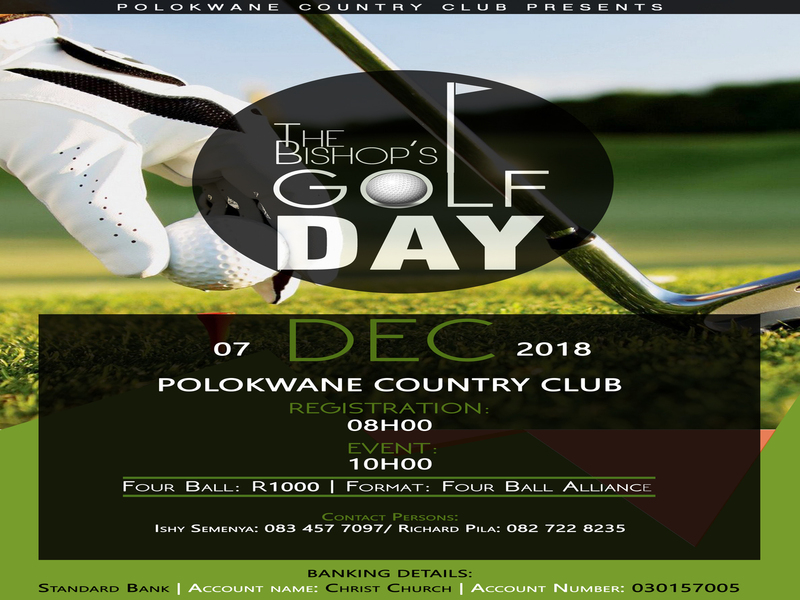 POLOKWANE COUNTRY CLUB PRESENTS
THE
BISHOP'S
GOLF
DAY
07 DEC 2018
POLOKWANE COUNTRY CLUB
REGISTRATION:
08H00
EVENT:
10H00
FOUR BALL: R1000 | FORMAT: FOUR BALL ALLIANCE
CONTACT PERSONS:
ISHY SEMENYA: 083 457 7097/ RICHARD PILA: 082 722 8235
BANKING DETAILS:
STANDARD BANK | ACCOUNT NAME: CHRIST CHURCH | ACCOUNT NUMBER: 030157005